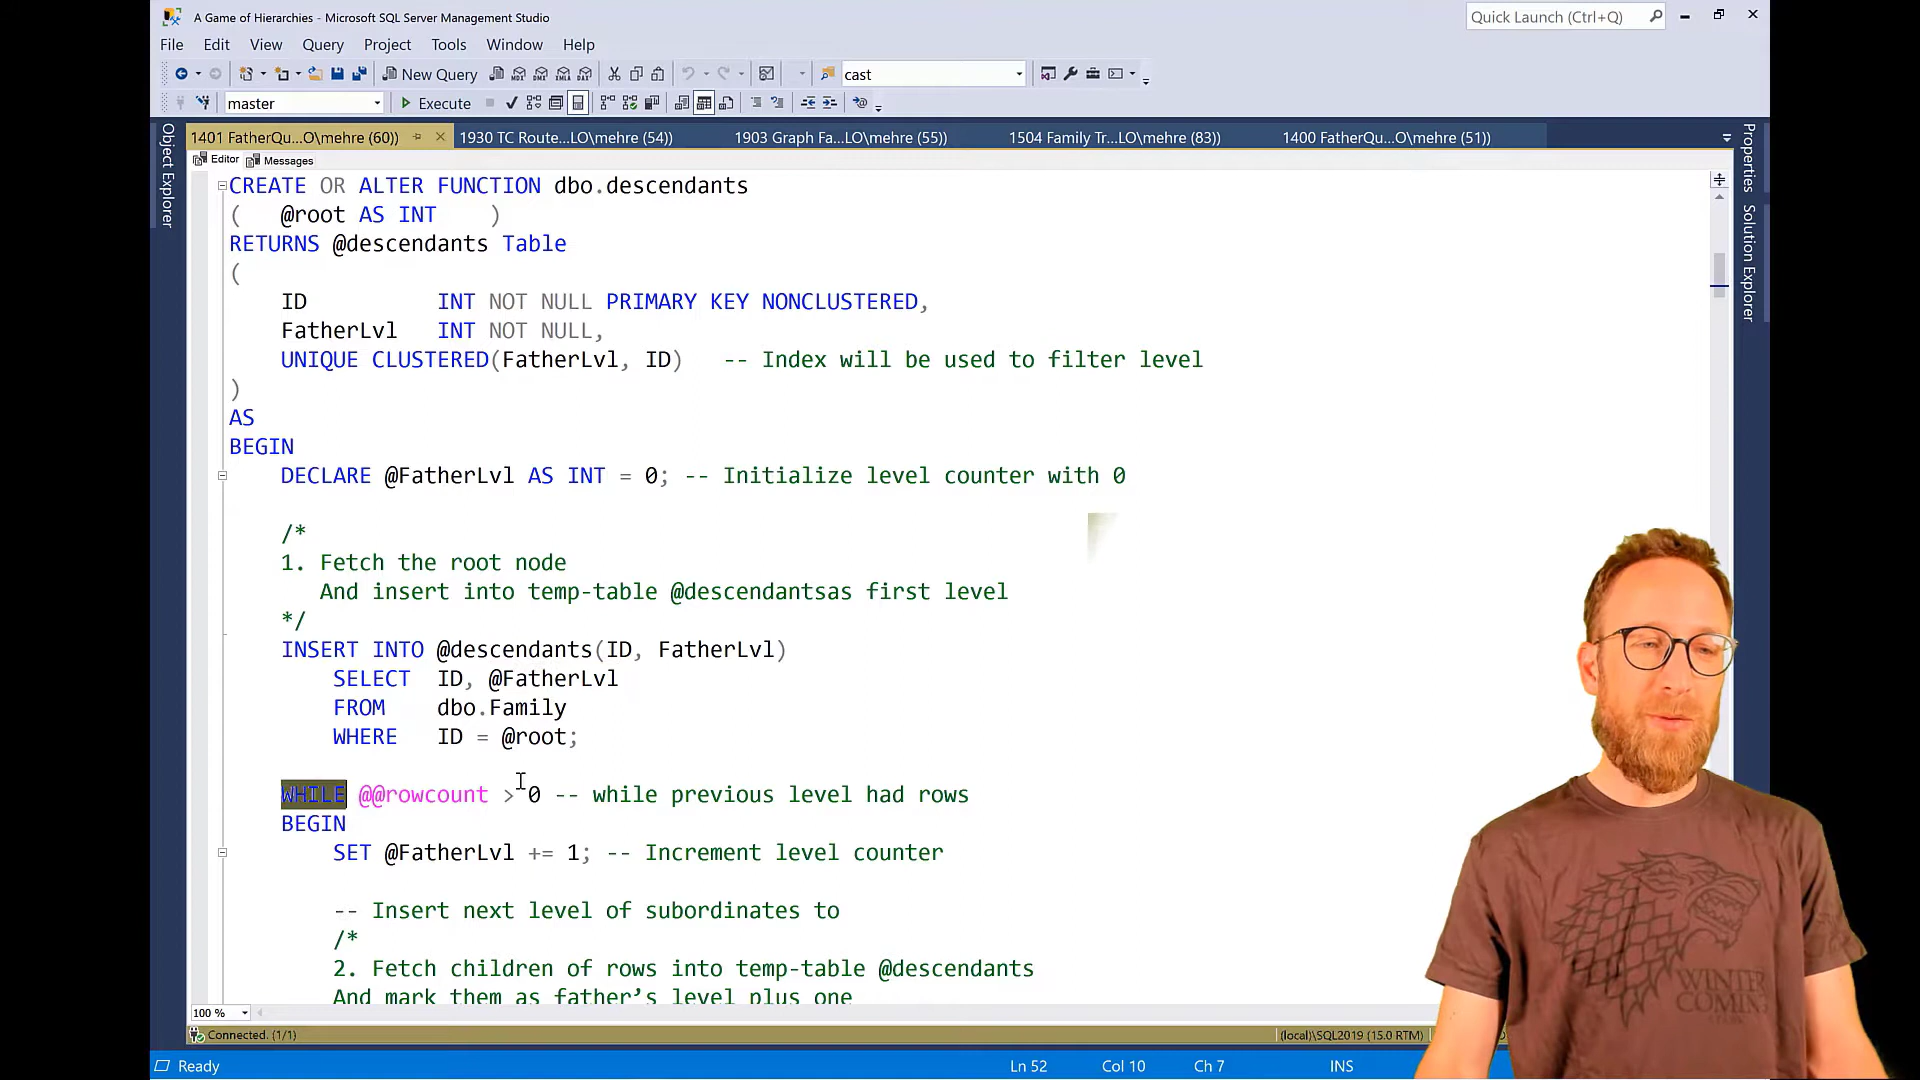 A Game of Hierarchies - Microsoft SQL Server Management Studio
Quick Launch (Ctrl+Q)
File Edit View Query Project Tools Window Help
New Query
cast
master
Execute
1401 FatherQu...O\mehre (60))
1930 TC Route...LO\mehre (54))
1903 Graph Fa...LO\mehre (55))
1504 Family Tr...LO\mehre (83))
1400 FatherQu...O\mehre (51))
Object Explorer
Properties
Solution Explorer
Editor Messages
CREATE OR ALTER FUNCTION dbo.descendants
( @root AS INT )
RETURNS @descendants Table
(
ID INT NOT NULL PRIMARY KEY NONCLUSTERED,
FatherLvl INT NOT NULL,
UNIQUE CLUSTERED(FatherLvl, ID) -- Index will be used to filter level
)
AS
BEGIN
DECLARE @FatherLvl AS INT = 0; -- Initialize level counter with 0
/*
1. Fetch the root node
And insert into temp-table @descendantsas first level
*/
INSERT INTO @descendants(ID, FatherLvl)
SELECT ID, @FatherLvl
FROM dbo.Family
WHERE ID = @root;
WHILE @@rowcount > 0 -- while previous level had rows
BEGIN
SET @FatherLvl += 1; -- Increment level counter
-- Insert next level of subordinates to
/*
2. Fetch children of rows into temp-table @descendants
And mark them as father’s level plus one
WINTER
COMING
100 %
Connected. (1/1)
(local)\SQL2019 (15.0 RTM)
Ready
Ln 52
Col 10
Ch 7
INS